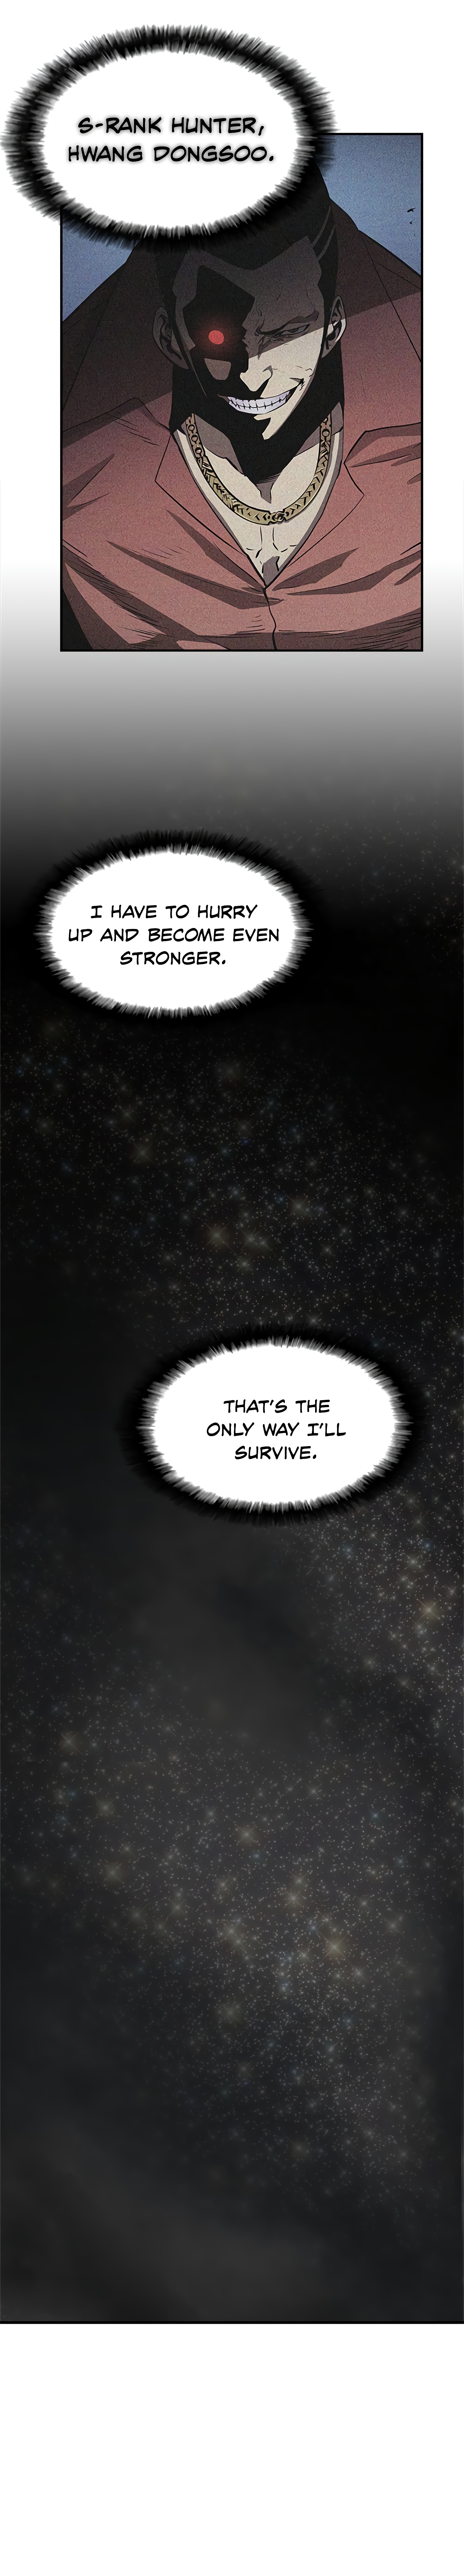 S-RANK HUNTER,
HWANG DONGSOO.
I HAVE TO HURRY
UP AND BECOME EVEN
STRONGER.
THAT'S THE
ONLY WAY I'LL
SURVIVE.